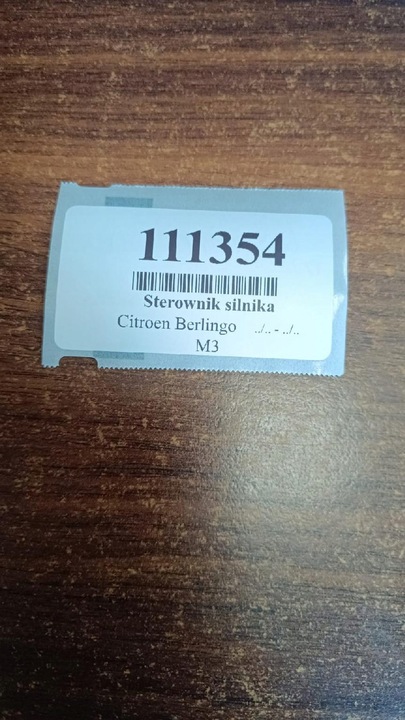 111354
Sterownik silnika
Citroen Berlingo ../.. - ../..
M3